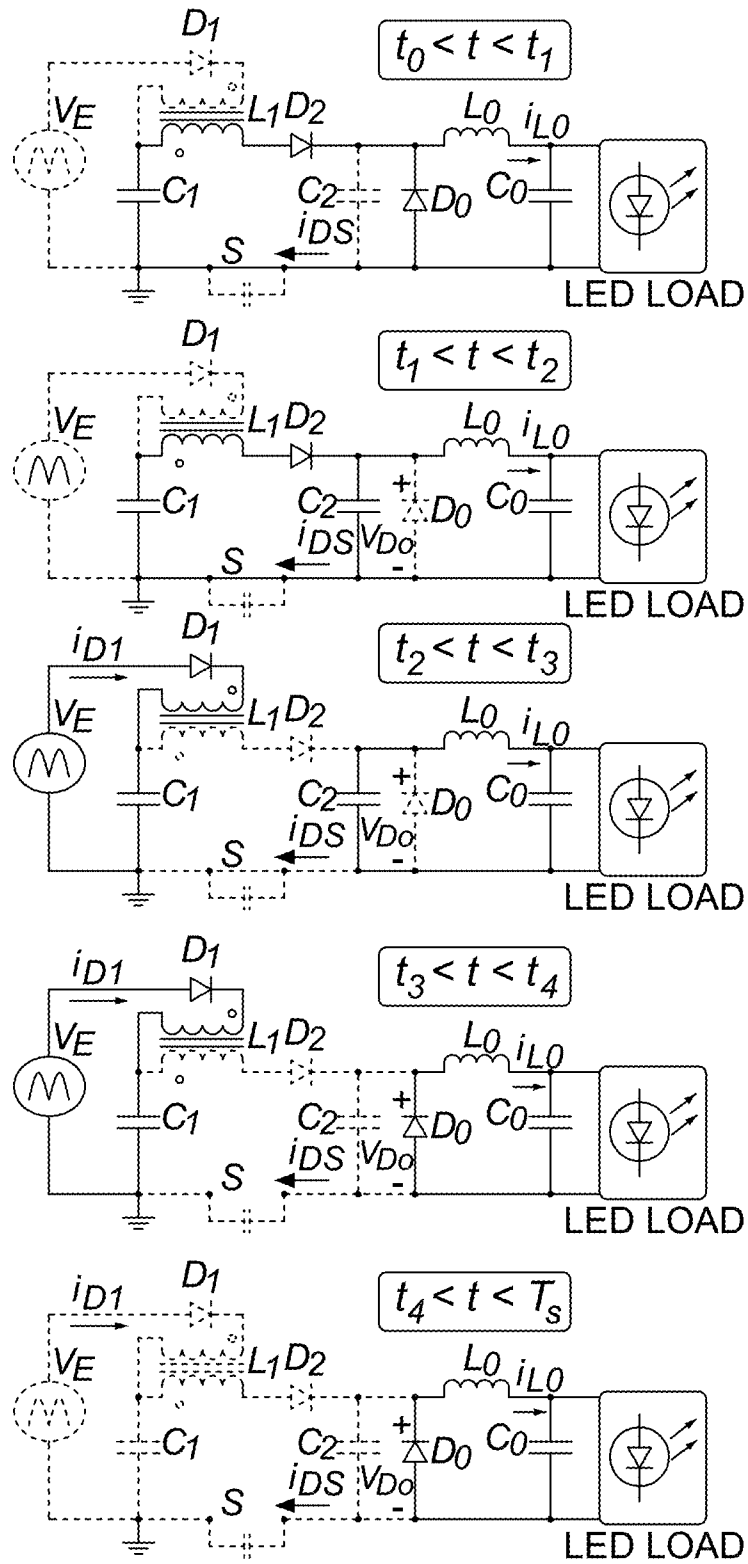 D1
t0 < t < t1
VE
L1 D2
L0
iL0
C1
C2
D0
C0
iDS
S
LED LOAD
D1
t1 < t < t2
VE
L1 D2
L0
iL0
C1
C2
+
D0
C0
iDS
VDo
-
S
LED LOAD
iD1
D1
t2 < t < t3
VE
L1 D2
L0
iL0
C1
C2
+
D0
C0
iDS
VDo
-
S
LED LOAD
iD1
D1
t3 < t < t4
VE
L1 D2
L0
iL0
C1
C2
+
D0
C0
iDS
VDo
-
S
LED LOAD
iD1
D1
t4 < t < Ts
VE
L1 D2
L0
iL0
C1
C2
+
D0
C0
iDS
VDo
-
S
LED LOAD